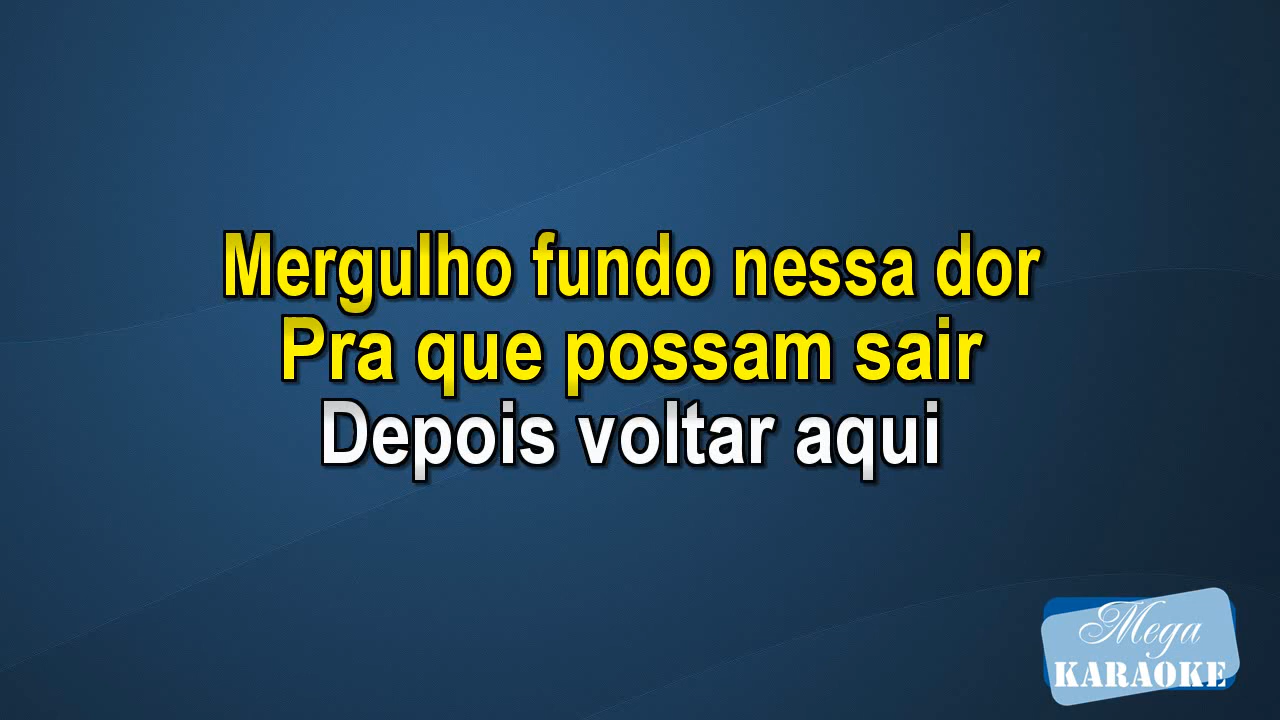 Mergulho fundo nessa dor
Pra que possam sair
Depois voltar aqui
Mega
KARAOKE